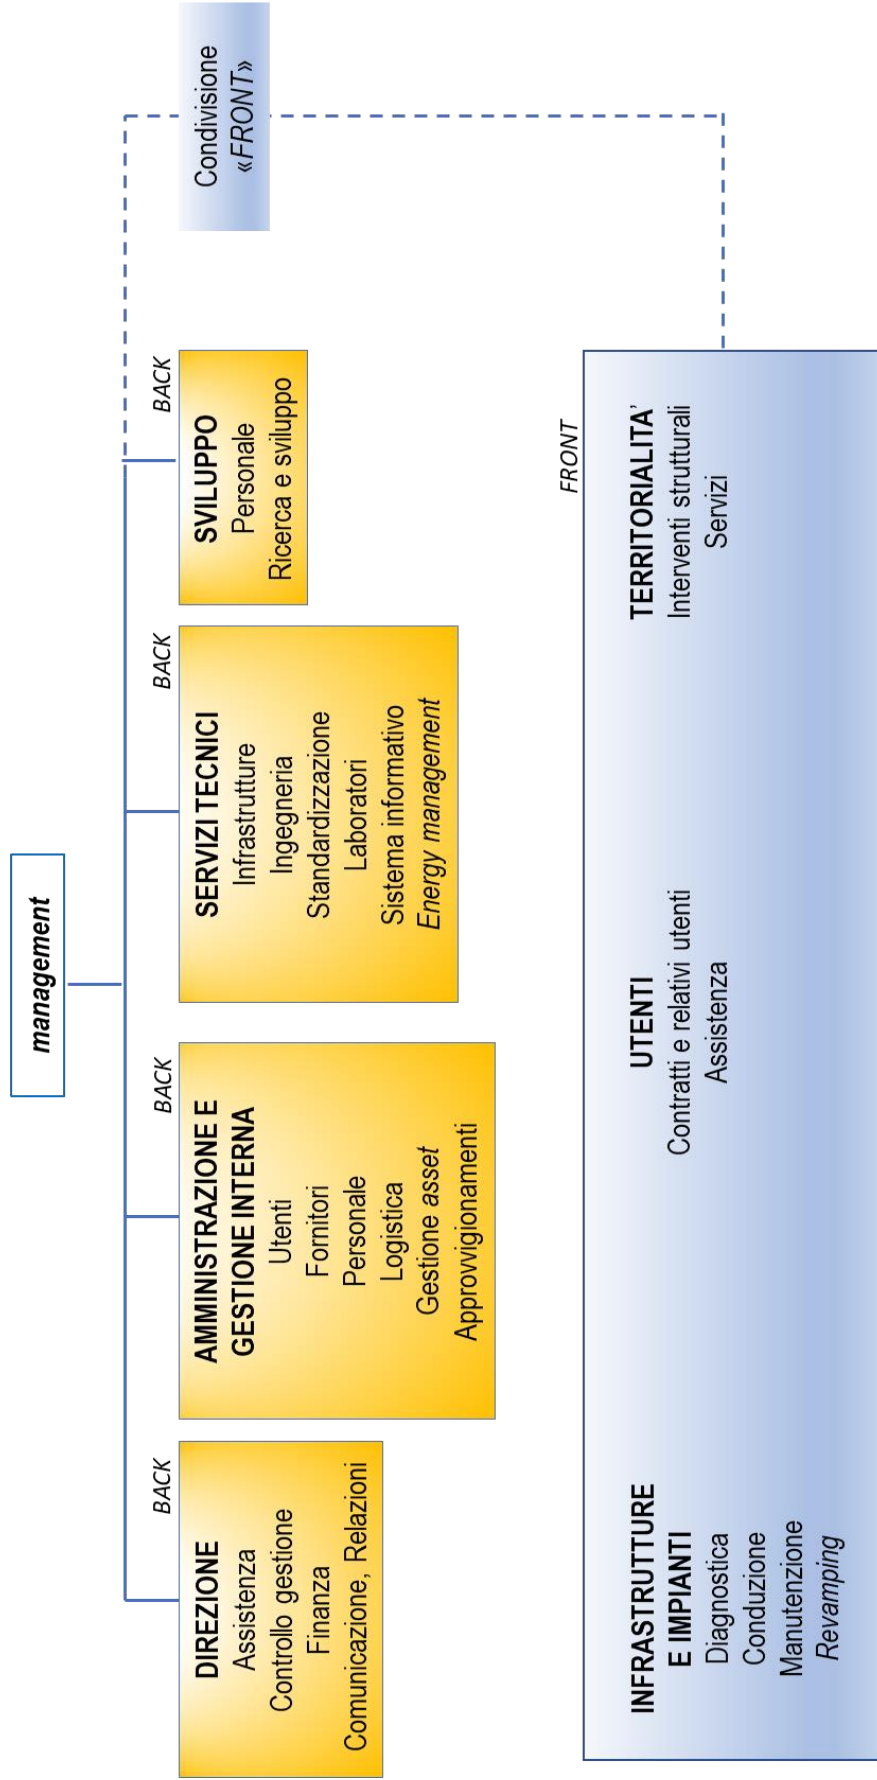 management
BACK
DIREZIONE
Assistenza
Controllo gestione
Finanza
Comunicazione, Relazioni
BACK
AMMINISTRAZIONE E
GESTIONE INTERNA
Utenti
Fornitori
Personale
Logistica
Gestione asset
Approvvigionamenti
BACK
SERVIZI TECNICI
Infrastrutture
Ingegneria
Standardizzazione
Laboratori
Sistema informativo
Energy management
BACK
SVILUPPO
Personale
Ricerca e sviluppo
Condivisione
«FRONT»
FRONT
INFRASTRUTTURE
E IMPIANTI
Diagnostica
Conduzione
Manutenzione
Revamping
UTENTI
Contratti e relativi utenti
Assistenza
TERRITORIALITA’
Interventi strutturali
Servizi